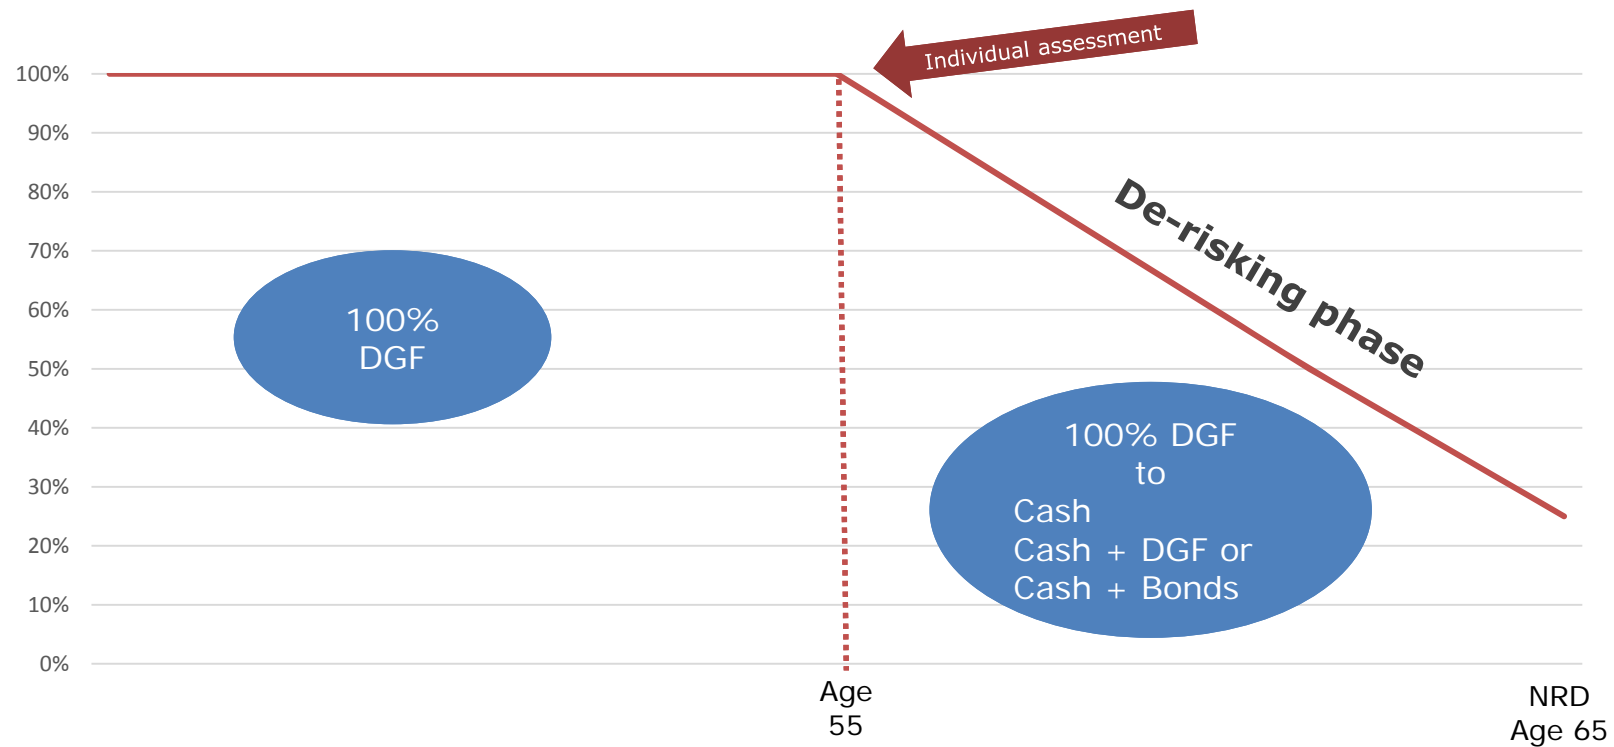 Individual assessment
100%
90%
80%
70%
60%
50%
40%
30%
20%
10%
0%
De-risking phase
100%
DGF
100% DGF
to
Cash
Cash + DGF or
Cash + Bonds
Age
55
NRD
Age 65